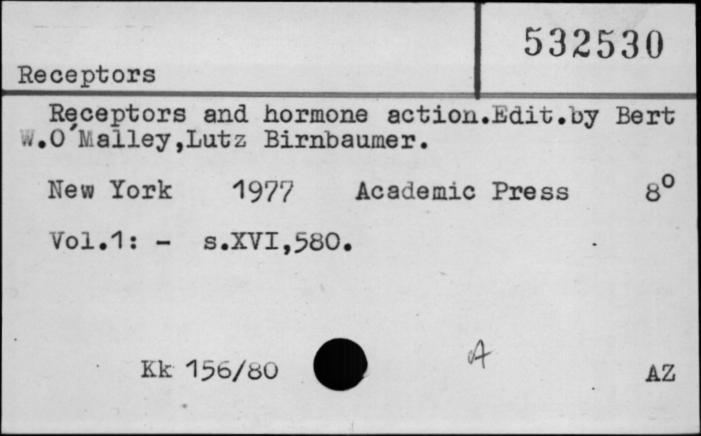 532530
Receptors
Receptors and hormone action.Edit.by Bert
W.O'Malley,Lutz Birnbaumer.
New York 1977 Academic Press 8°
Vol.1: - s.XVI,580.
Kk 156/80 A AZ